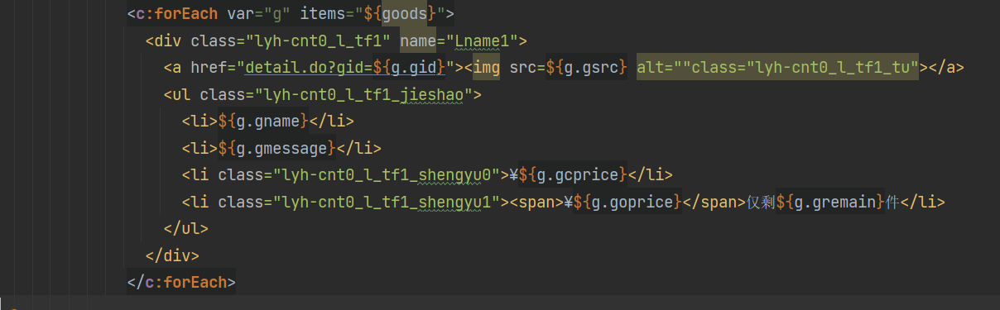 <c:forEach var="g" items="${goods}">
<div class="lyh-cnt0_l_tf1" name="Lname1">
<a href="detail.do?gid=${g.gid}"><img src=${g.gsrc} alt=""class="lyh-cnt0_l_tf1_tu"></a>
<ul class="lyh-cnt0_l_tf1_jieshao">
<li>${g.gname}</li>
<li>${g.gmessage}</li>
<li class="lyh-cnt0_l_tf1_shengyu0">¥${g.gcprice}</li>
<li class="lyh-cnt0_l_tf1_shengyu1"><span>¥${g.goprice}</span>仅剩${g.gremain}件</li>
</ul>
</div>
</c:forEach>